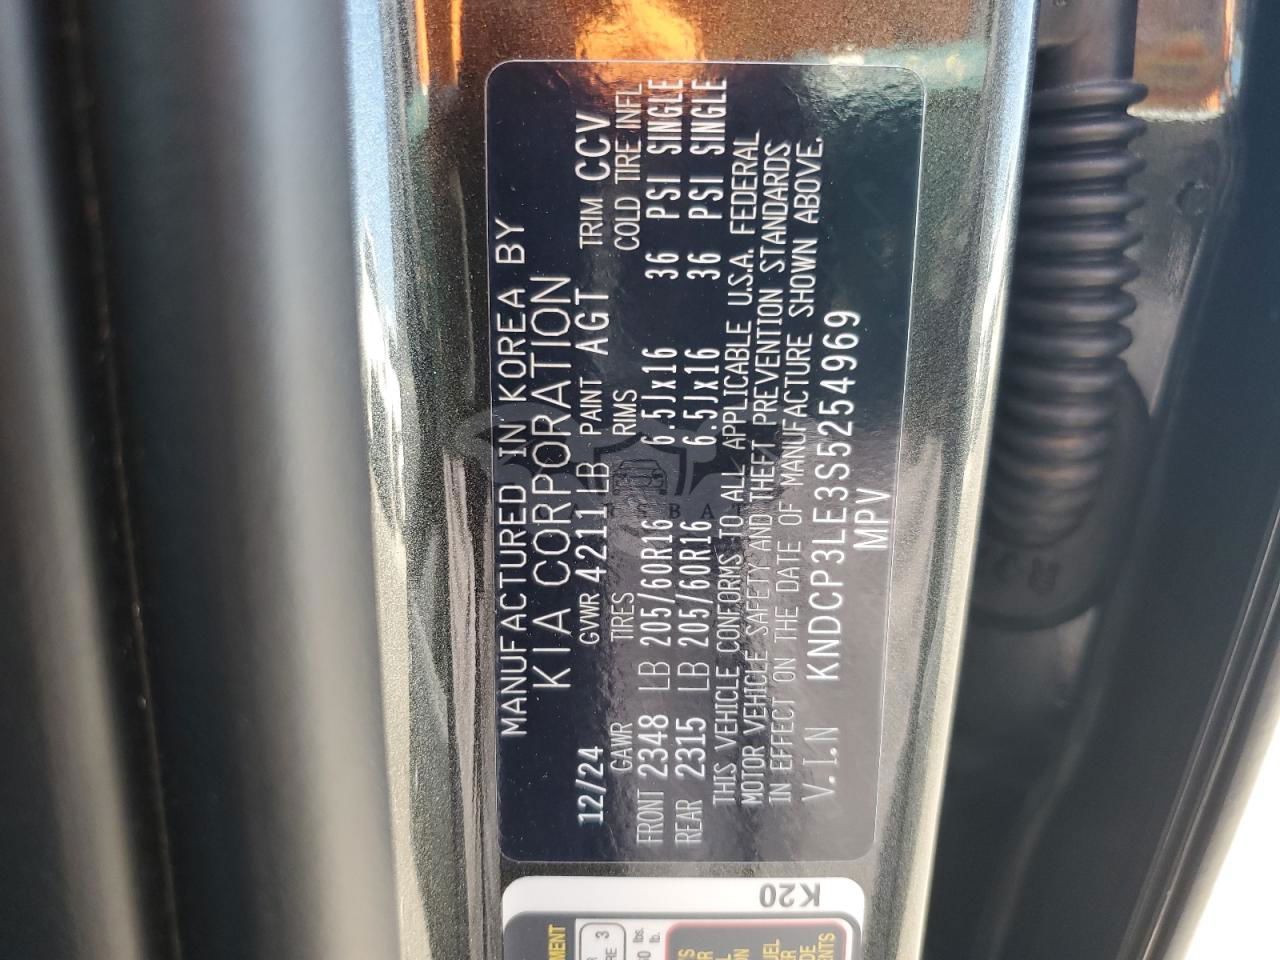 MANUFACTURED IN KOREA BY
KIA CORPORATION
12/24 GVWR 4211 LB PAINT AGT TRIM CCV
GAWR TIRES RIMS COLD TIRE INFL
FRONT 2348 LB 205/60R16 6.5Jx16 36 PSI SINGLE
REAR 2315 LB 205/60R16 6.5Jx16 36 PSI SINGLE
THIS VEHICLE CONFORMS TO ALL APPLICABLE U.S.A. FEDERAL
MOTOR VEHICLE SAFETY AND THEFT PREVENTION STANDARDS
IN EFFECT ON THE DATE OF MANUFACTURE SHOWN ABOVE.
V.I.N KNDCP3LE3S5254969
MPV
K20